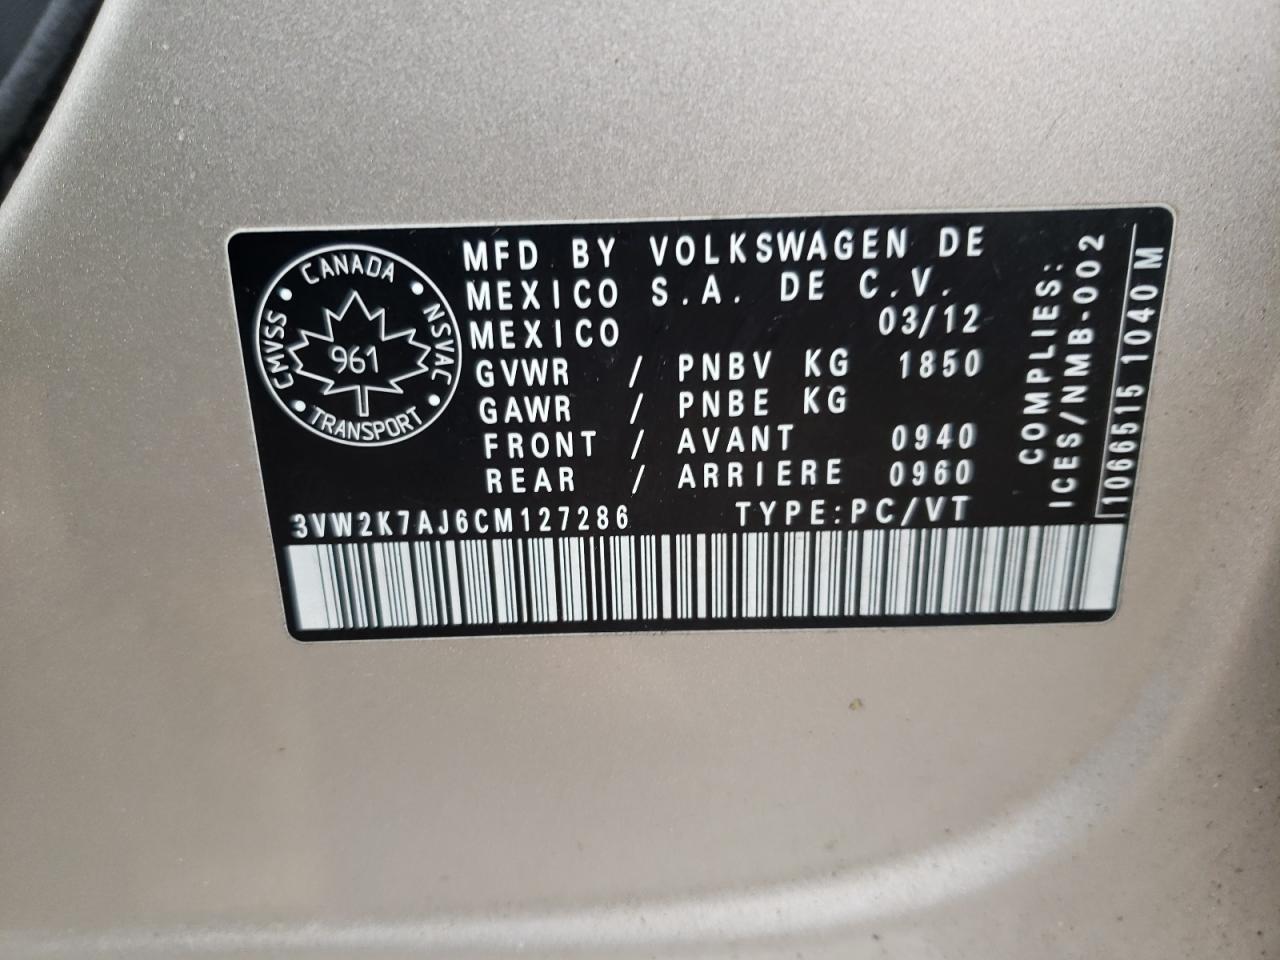 CANADA
CMVSS
NSVAC
961
TRANSPORT
MFD BY VOLKSWAGEN DE
MEXICO S.A. DE C.V.
MEXICO 03/12
GVWR / PNBV KG 1850
GAWR / PNBE KG
FRONT / AVANT 0940
REAR / ARRIERE 0960
3VW2K7AJ6CM127286 TYPE:PC/VT
COMPLIES:
ICES/NMB-002
1066515 1040 M